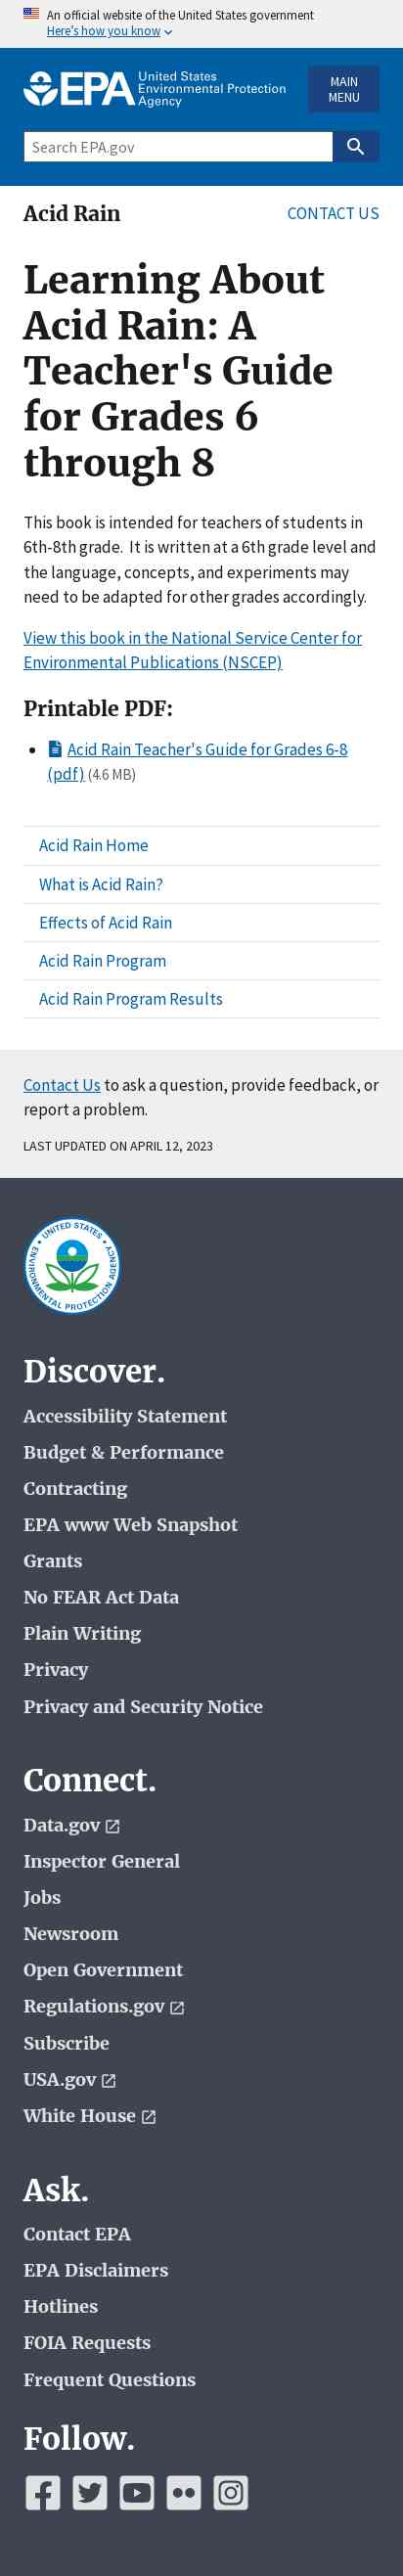 An official website of the United States government
Here's how you know
EPA United States
Environmental Protection
Agency
MAIN
MENU
Search EPA.gov
Acid Rain
CONTACT US
Learning About
Acid Rain: A
Teacher's Guide
for Grades 6
through 8
This book is intended for teachers of students in
6th-8th grade.  It is written at a 6th grade level and
the language, concepts, and experiments may
need to be adapted for other grades accordingly.
View this book in the National Service Center for
Environmental Publications (NSCEP)
Printable PDF:
Acid Rain Teacher's Guide for Grades 6-8
(pdf) (4.6 MB)
Acid Rain Home
What is Acid Rain?
Effects of Acid Rain
Acid Rain Program
Acid Rain Program Results
Contact Us to ask a question, provide feedback, or
report a problem.
LAST UPDATED ON APRIL 12, 2023
UNITED STATES
ENVIRONMENTAL PROTECTION AGENCY
Discover.
Accessibility Statement
Budget & Performance
Contracting
EPA www Web Snapshot
Grants
No FEAR Act Data
Plain Writing
Privacy
Privacy and Security Notice
Connect.
Data.gov
Inspector General
Jobs
Newsroom
Open Government
Regulations.gov
Subscribe
USA.gov
White House
Ask.
Contact EPA
EPA Disclaimers
Hotlines
FOIA Requests
Frequent Questions
Follow.